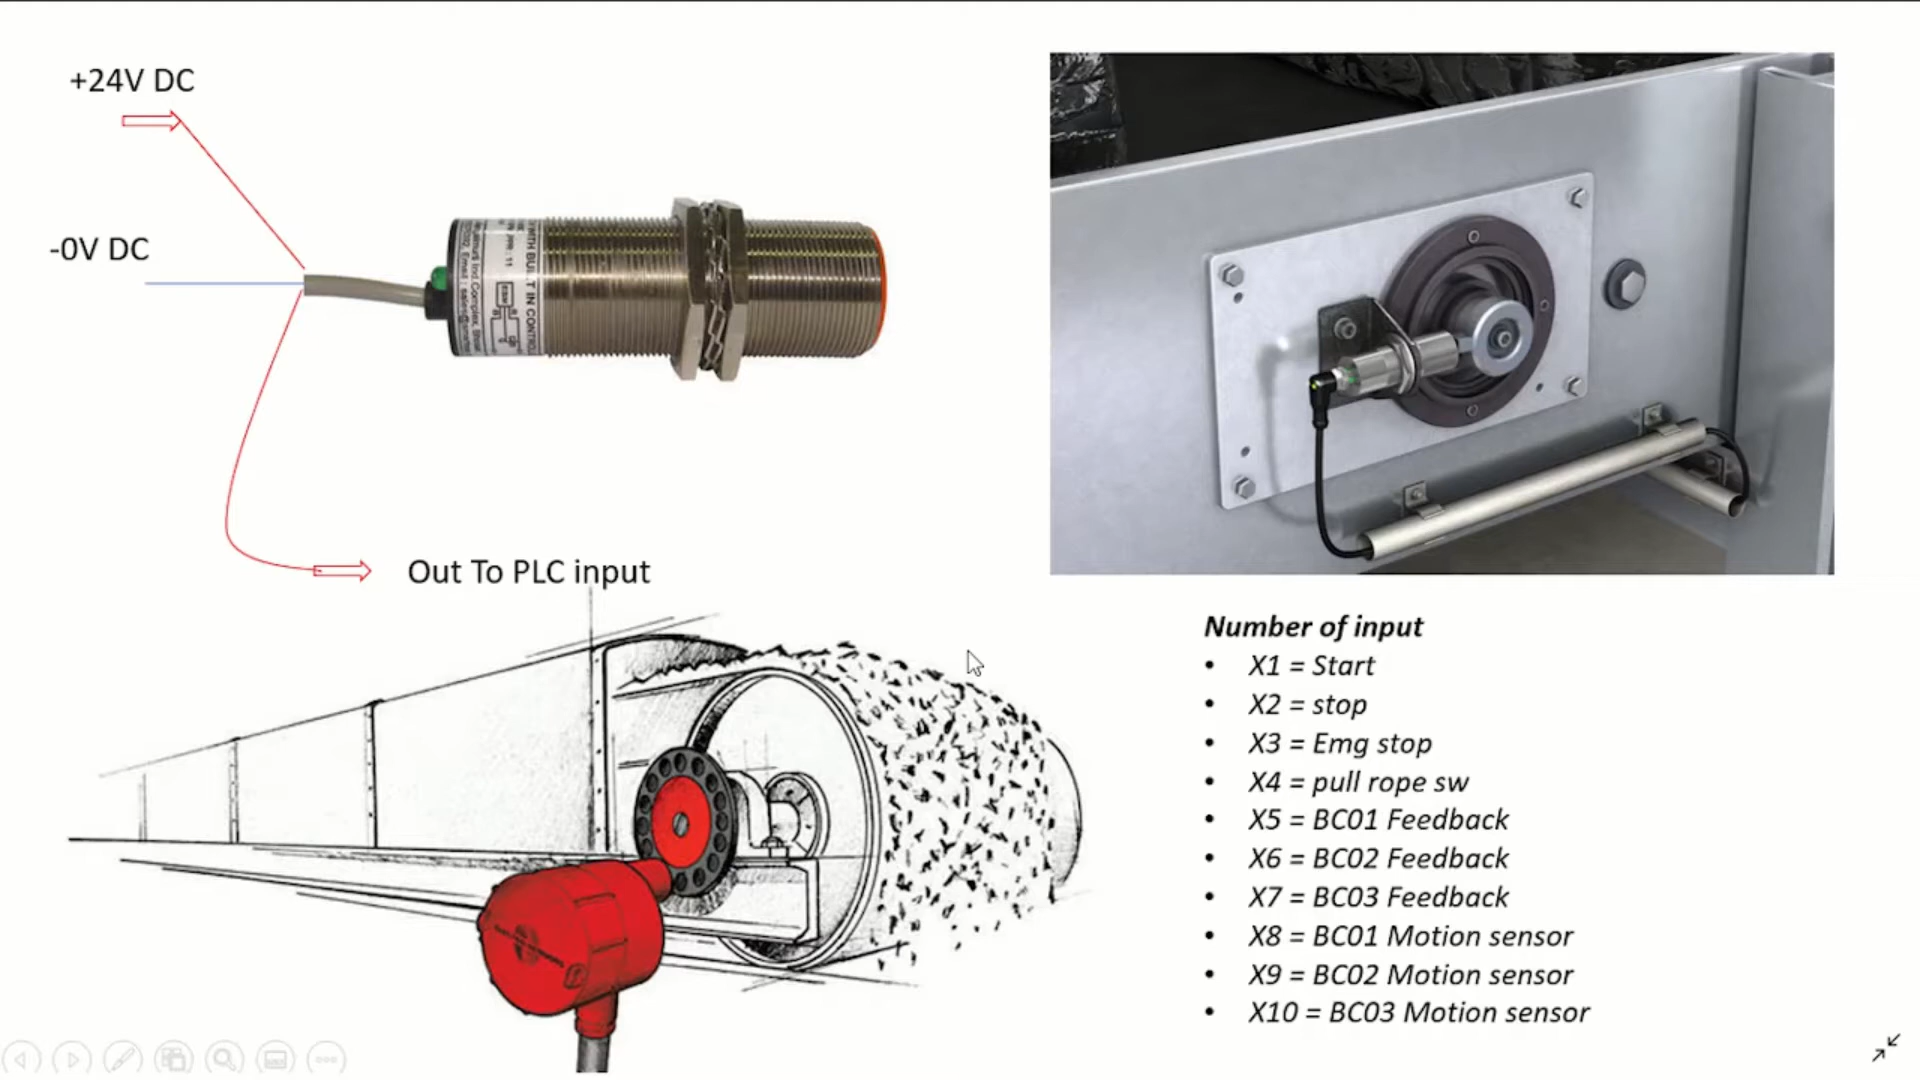 +24V DC
-0V DC
Out To PLC input
Number of input
• X1 = Start
• X2 = stop
• X3 = Emg stop
• X4 = pull rope sw
• X5 = BC01 Feedback
• X6 = BC02 Feedback
• X7 = BC03 Feedback
• X8 = BC01 Motion sensor
• X9 = BC02 Motion sensor
• X10 = BC03 Motion sensor